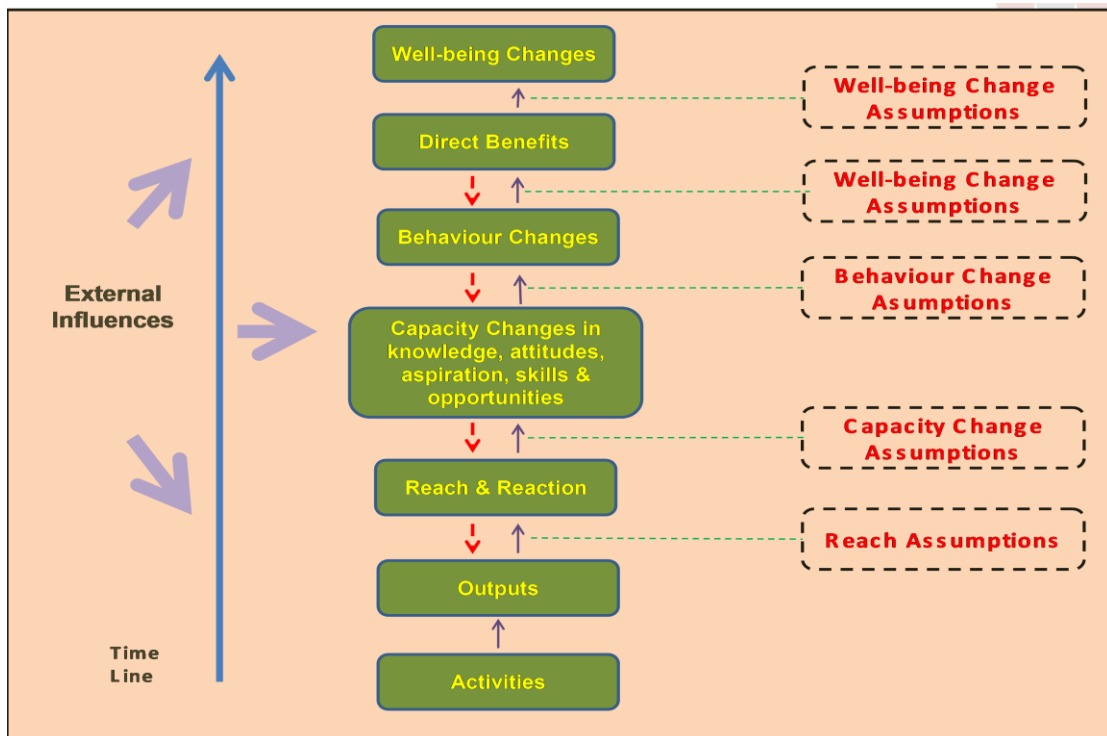 Well-being Changes
Direct Benefits
Behaviour Changes
Capacity Changes in
knowledge, attitudes,
aspiration, skills &
opportunities
Reach & Reaction
Outputs
Activities
External
Influences
Time
Line
Well-being Change
Assumptions
Well-being Change
Assumptions
Behaviour Change
Asumptions
Capacity Change
Assumptions
Reach Assumptions